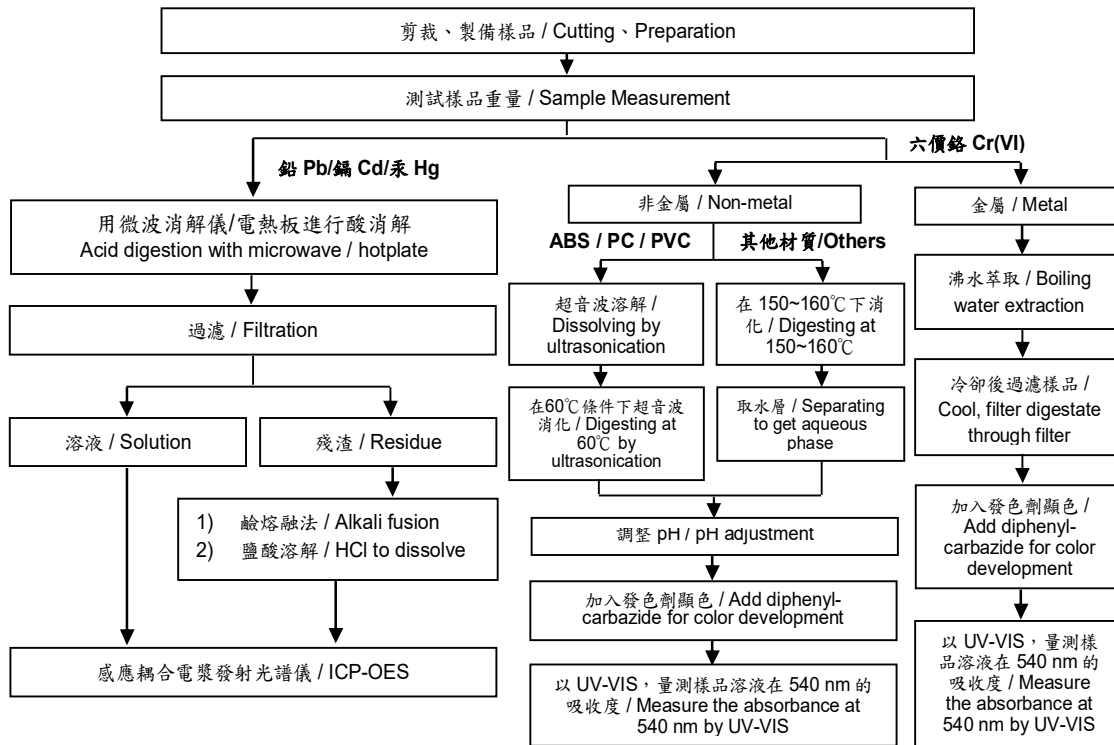 剪裁、製備樣品 / Cutting、Preparation
測試樣品重量 / Sample Measurement
鉛 Pb/鎘 Cd/汞 Hg
六價鉻 Cr(VI)
用微波消解儀/電熱板進行酸消解
Acid digestion with microwave / hotplate
過濾 / Filtration
溶液 / Solution
殘渣 / Residue
1) 鹼熔融法 / Alkali fusion
2) 鹽酸溶解 / HCl to dissolve
感應耦合電漿發射光譜儀 / ICP-OES
非金屬 / Non-metal
ABS / PC / PVC
其他材質/Others
超音波溶解 /
Dissolving by
ultrasonication
在 150~160℃下消
化 / Digesting at
150~160℃
在60℃條件下超音波
消化 / Digesting at
60℃ by
ultrasonication
取水層 / Separating
to get aqueous
phase
調整 pH / pH adjustment
加入發色劑顯色 / Add diphenyl-
carbazide for color development
以 UV-VIS，量測樣品溶液在 540 nm 的
吸收度 / Measure the absorbance at
540 nm by UV-VIS
金屬 / Metal
沸水萃取 / Boiling
water extraction
冷卻後過濾樣品 /
Cool, filter digestate
through filter
加入發色劑顯色 /
Add diphenyl-
carbazide for color
development
以 UV-VIS，量測樣
品溶液在 540 nm 的
吸收度 / Measure
the absorbance at
540 nm by UV-VIS